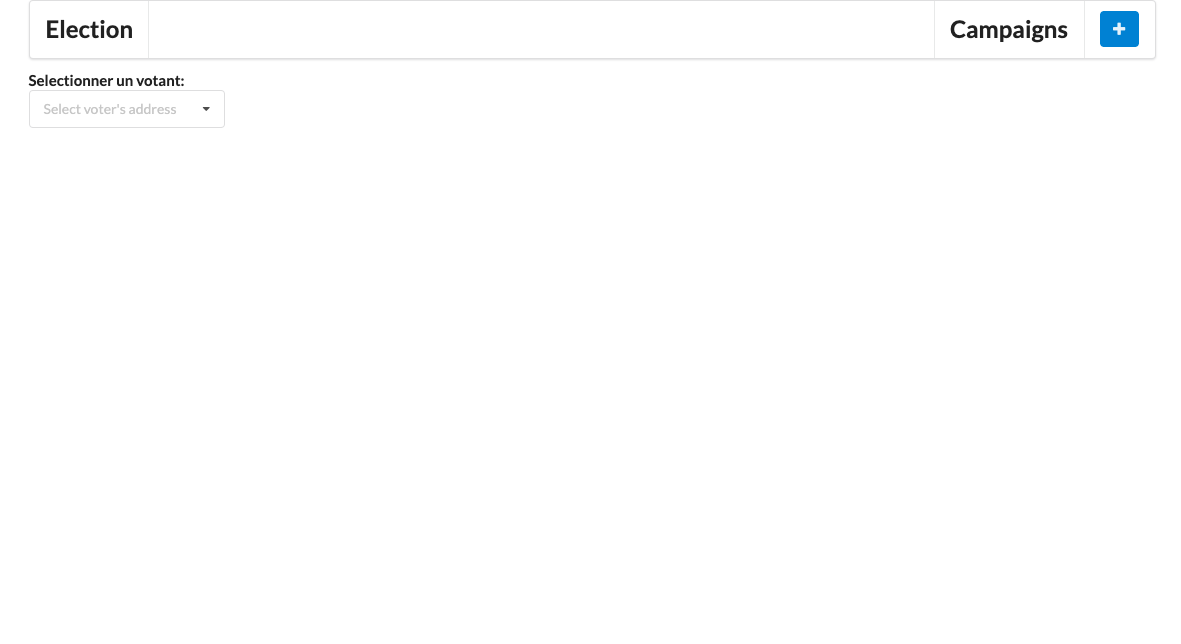 Election
Campaigns
Selectionner un votant:
Select voter's address